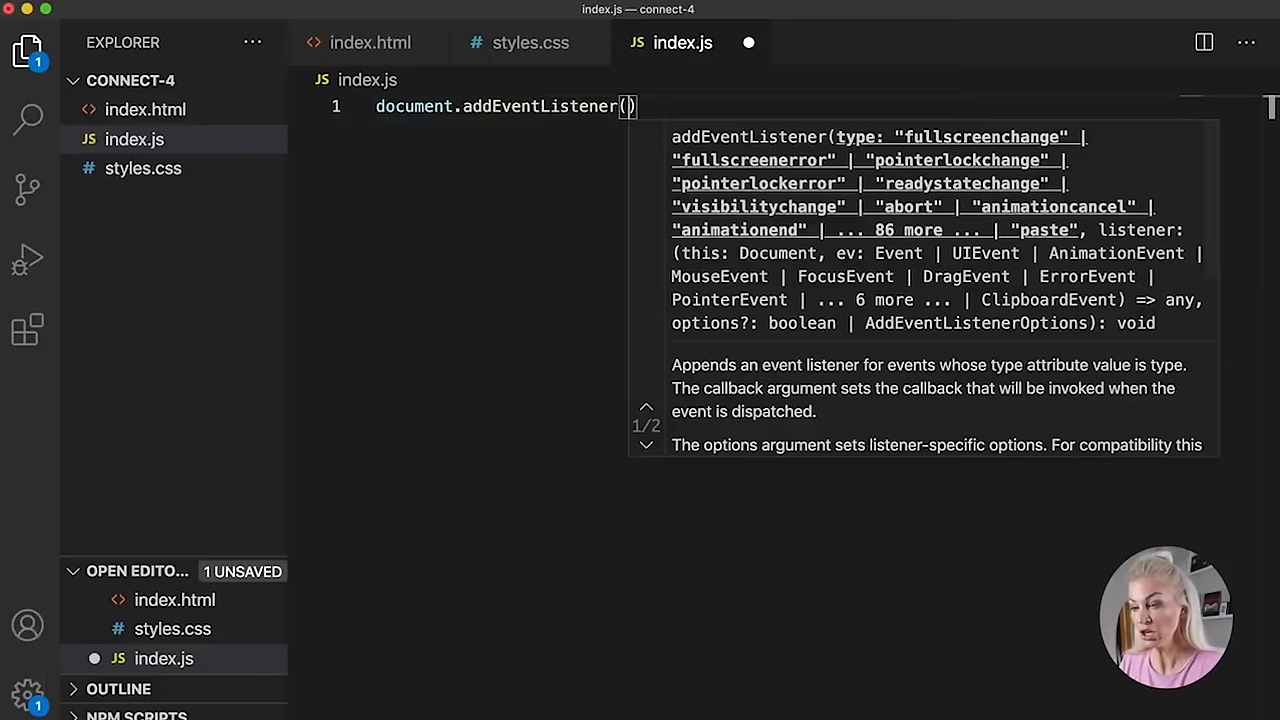 index.js — connect-4
EXPLORER
index.html
styles.css
index.js
1
CONNECT-4
index.html
index.js
styles.css
index.js
1 document.addEventListener()
addEventListener(type: "fullscreenchange" |
"fullscreenerror" | "pointerlockchange" |
"pointerlockerror" | "readystatechange" |
"visibilitychange" | "abort" | "animationcancel" |
"animationend" | ... 86 more ... | "paste", listener:
(this: Document, ev: Event | UIEvent | AnimationEvent |
MouseEvent | FocusEvent | DragEvent | ErrorEvent |
PointerEvent | ... 6 more ... | ClipboardEvent) => any,
options?: boolean | AddEventListenerOptions): void
Appends an event listener for events whose type attribute value is type.
The callback argument sets the callback that will be invoked when the
event is dispatched.
1/2
The options argument sets listener-specific options. For compatibility this
OPEN EDITO... 1 UNSAVED
index.html
styles.css
JS index.js
OUTLINE
1
NPM SCRIPTS